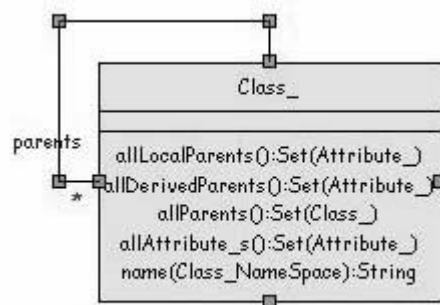 Class_
parents
*
allLocalParents():Set(Attribute_)
allDerivedParents():Set(Attribute_)
allParents():Set(Class_)
allAttribute_s():Set(Attribute_)
name(Class_NameSpace):String